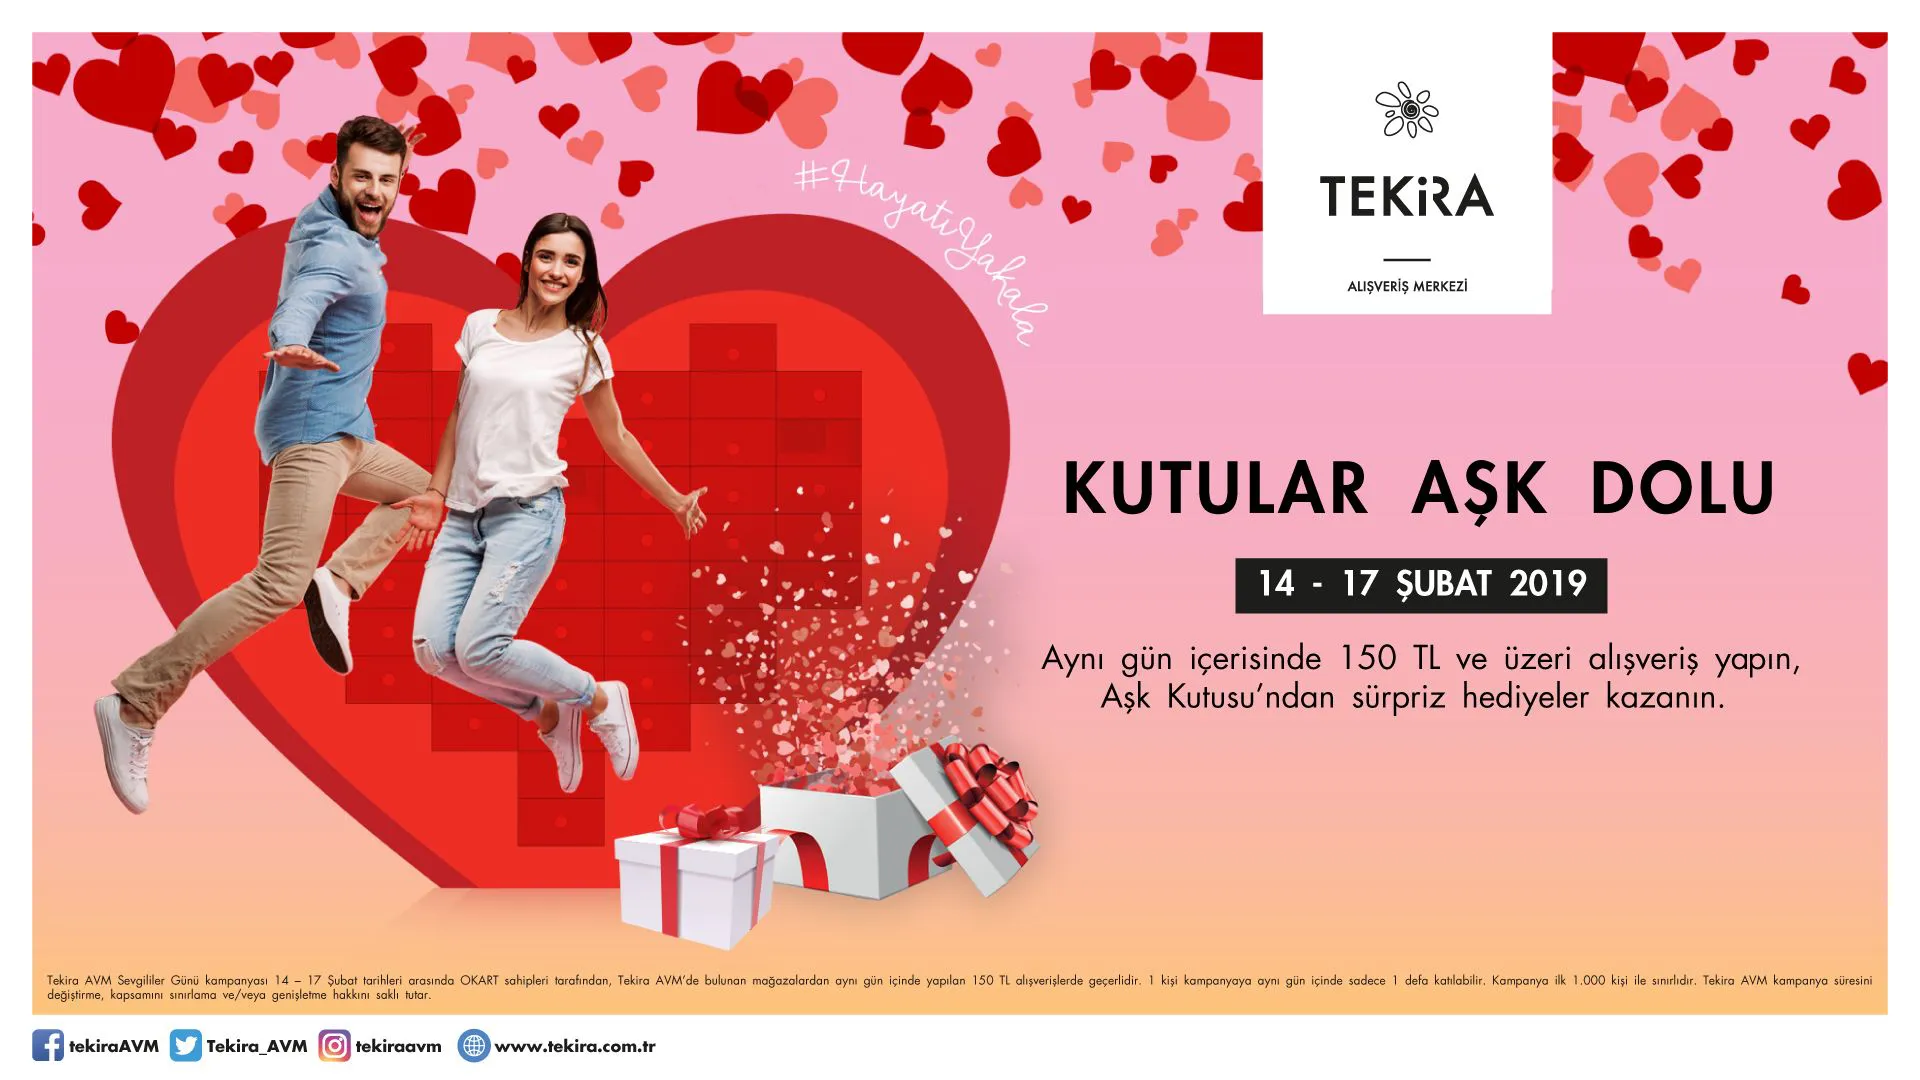 #HayatıYakala
TEKiRA
ALIŞVERİŞ MERKEZİ
KUTULAR AŞK DOLU
14 - 17 ŞUBAT 2019
Aynı gün içerisinde 150 TL ve üzeri alışveriş yapın,
Aşk Kutusu’ndan sürpriz hediyeler kazanın.
Tekira AVM Sevgililer Günü kampanyası 14 – 17 Şubat tarihleri arasında OKART sahipleri tarafından, Tekira AVM’de bulunan mağazalardan aynı gün içinde yapılan 150 TL alışverişlerde geçerlidir. 1 kişi kampanyaya aynı gün içinde sadece 1 defa katılabilir. Kampanya ilk 1.000 kişi ile sınırlıdır. Tekira AVM kampanya süresini
değiştirme, kapsamını sınırlama ve/veya genişletme hakkını saklı tutar.
tekiraAVM Tekira_AVM tekiraavm www.tekira.com.tr